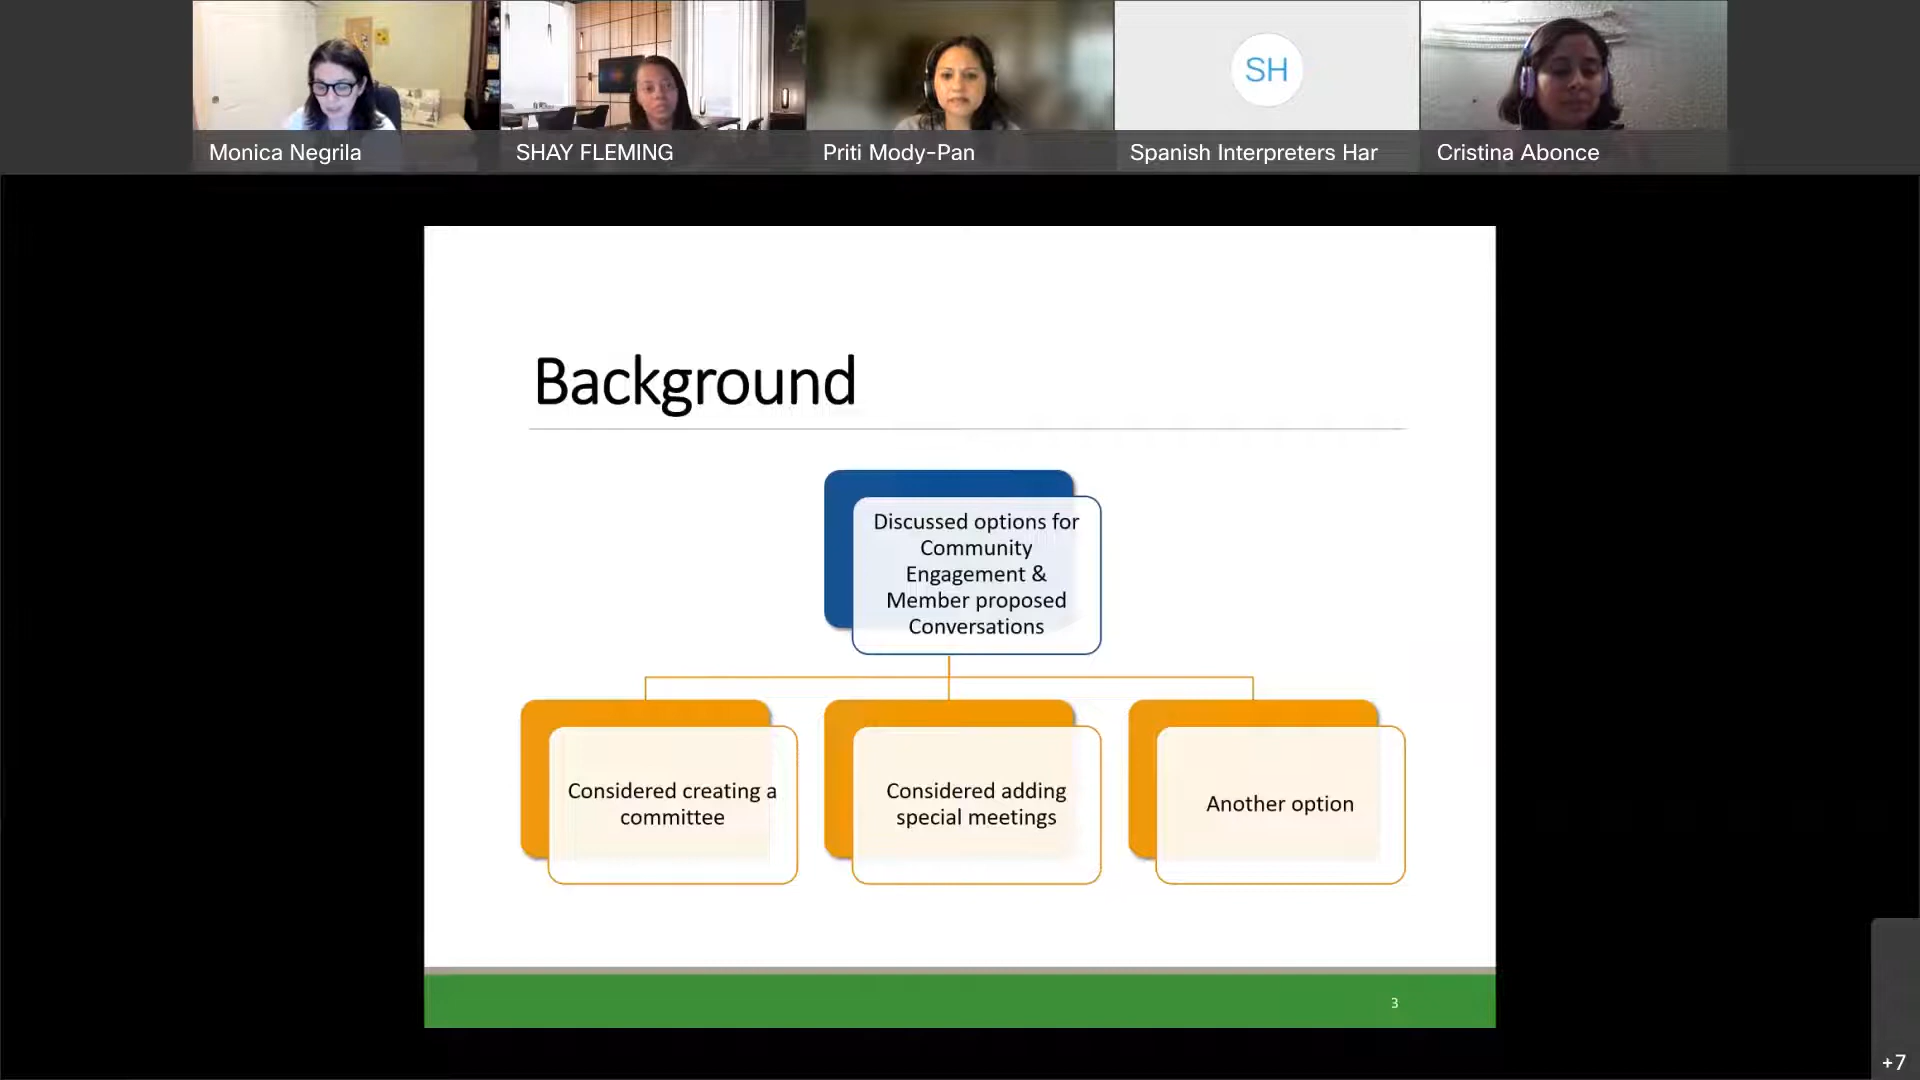 SH
Monica Negrila
SHAY FLEMING
Priti Mody-Pan
Spanish Interpreters Har
Cristina Abonce
Background
Discussed options for
Community
Engagement &
Member proposed
Conversations
Considered creating a
committee
Considered adding
special meetings
Another option
3
+7